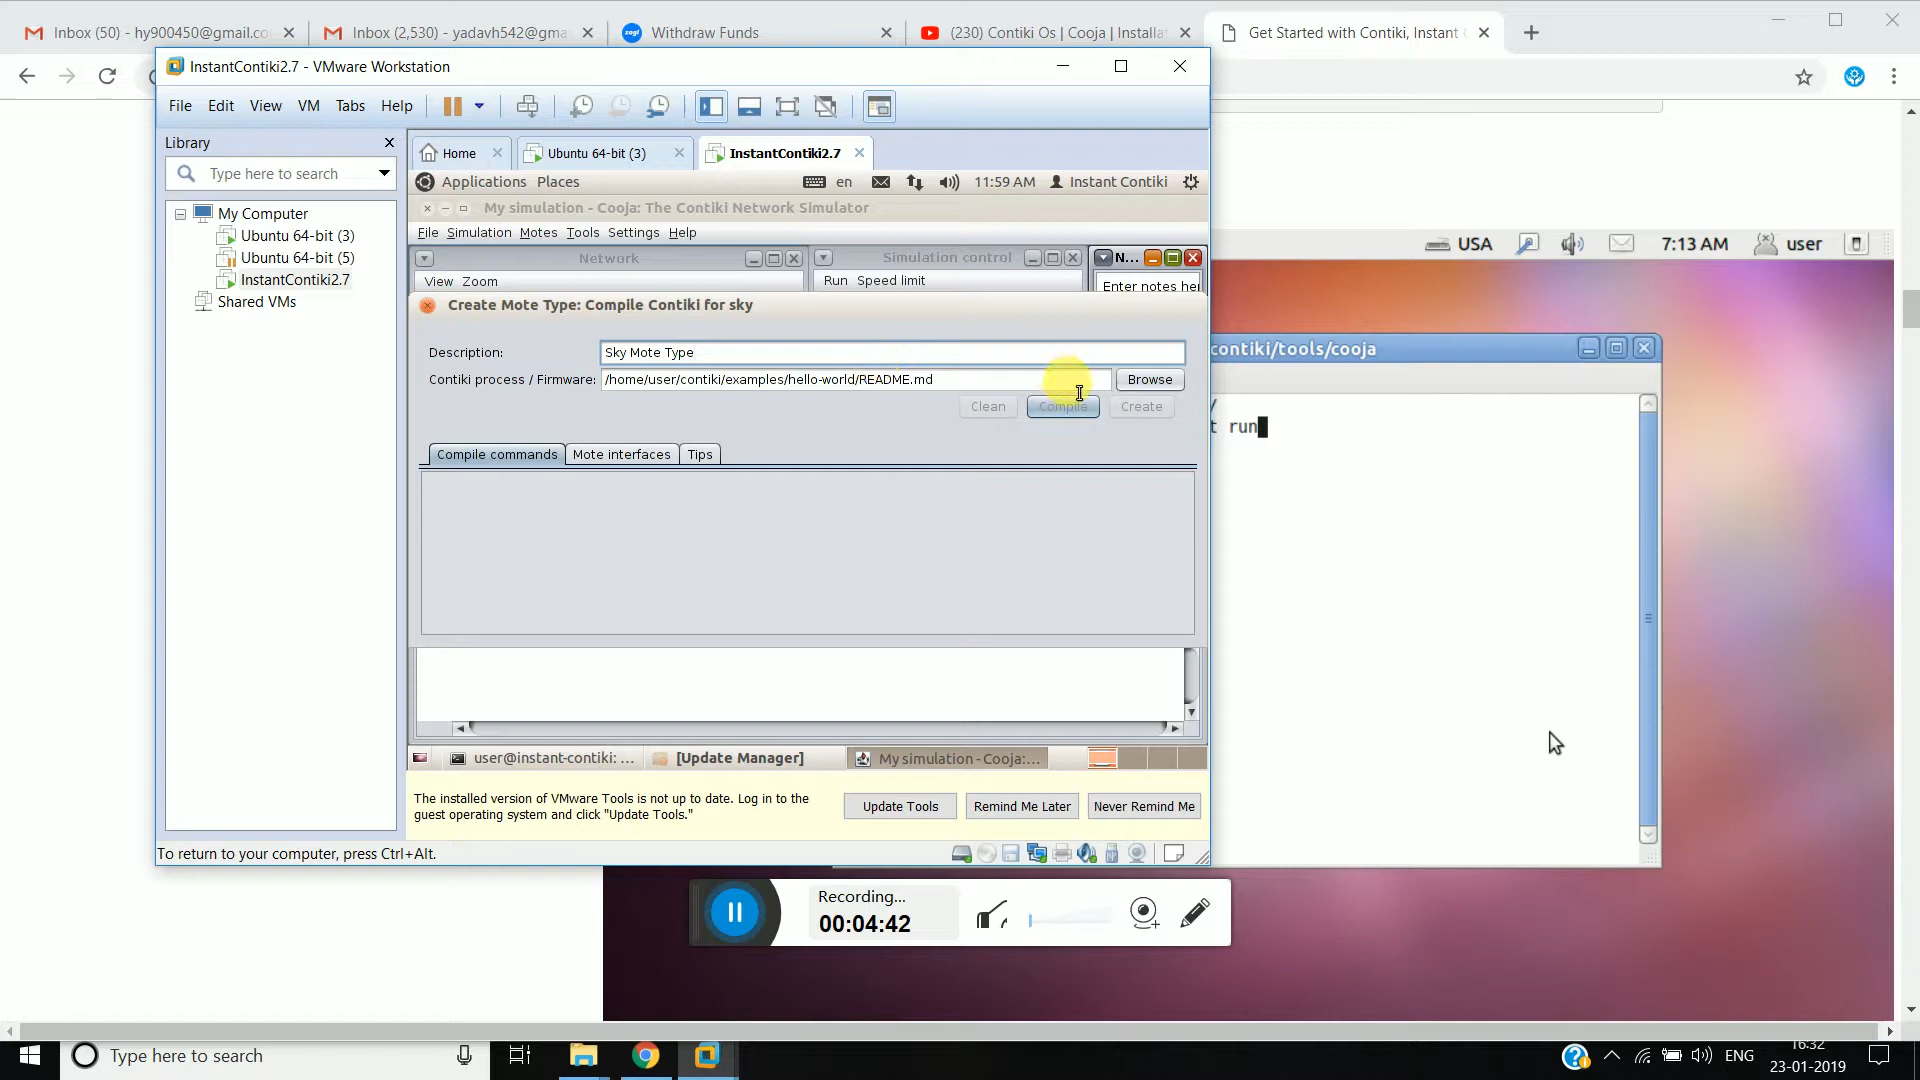 Inbox (50) - hy900450@gmail.co
Inbox (2,530) - yadavh542@gma
Withdraw Funds
(230) Contiki Os | Cooja | Installa
Get Started with Contiki, Instant C
InstantContiki2.7 - VMware Workstation
File Edit View VM Tabs Help
Library
Type here to search
My Computer
Ubuntu 64-bit (3)
Ubuntu 64-bit (5)
InstantContiki2.7
Shared VMs
Home
Ubuntu 64-bit (3)
InstantContiki2.7
Applications Places
en
11:59 AM
Instant Contiki
My simulation - Cooja: The Contiki Network Simulator
File Simulation Motes Tools Settings Help
Network
View Zoom
Simulation control
Run Speed limit
N...
Enter notes her
Create Mote Type: Compile Contiki for sky
Description:
Sky Mote Type
Contiki process / Firmware:
/home/user/contiki/examples/hello-world/README.md
Browse
Clean
Compile
Create
Compile commands
Mote interfaces
Tips
user@instant-contiki: ...
[Update Manager]
My simulation - Cooja:...
The installed version of VMware Tools is not up to date. Log in to the
guest operating system and click "Update Tools."
Update Tools
Remind Me Later
Never Remind Me
To return to your computer, press Ctrl+Alt.
USA
7:13 AM
user
contiki/tools/cooja
/
t run
Recording...
00:04:42
Type here to search
ENG
16:32
23-01-2019